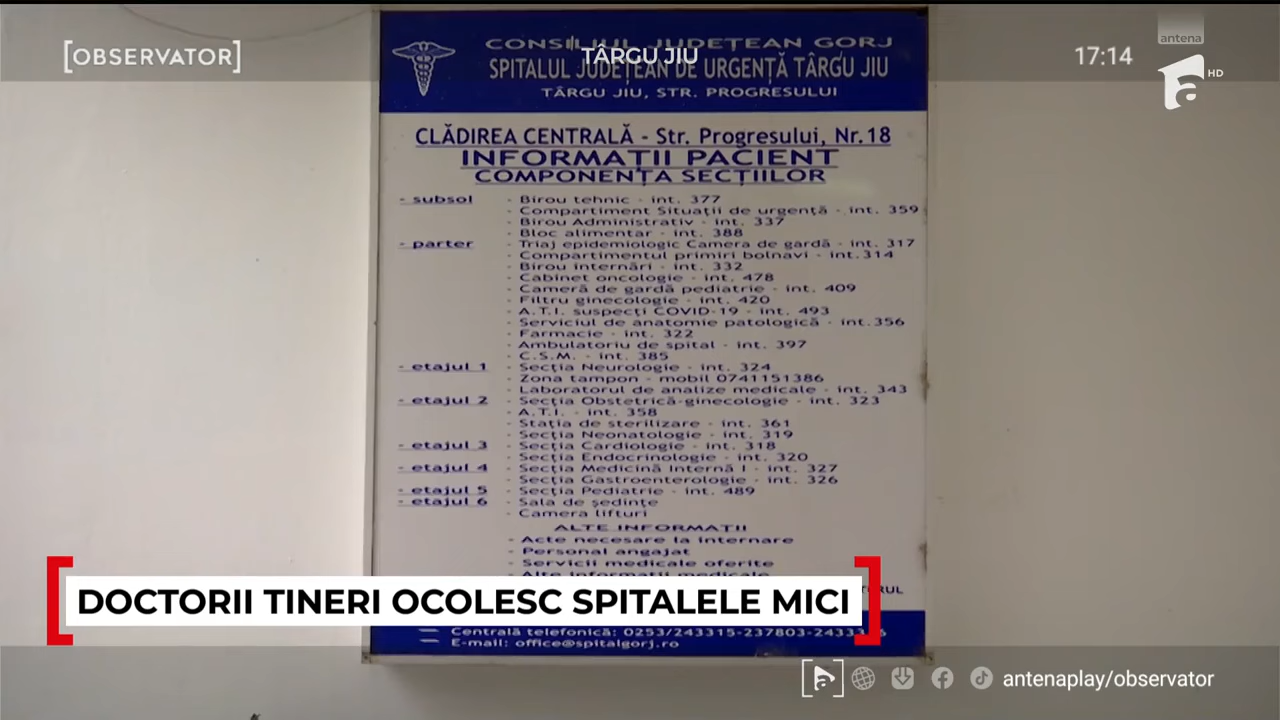 [OBSERVATOR]
TÂRGU JIU
17:14
antena
HD
CONSILIUL JUDEȚEAN GORJ
SPITALUL JUDEȚEAN DE URGENȚĂ TÂRGU JIU
TÂRGU JIU, STR. PROGRESULUI
CLĂDIREA CENTRALĂ - Str. Progresului, Nr.18
INFORMAȚII PACIENT
COMPONENȚA SECȚIILOR
- subsol - Birou tehnic - int. 377
- Compartiment Situații de urgență - int. 359
- Birou Administrativ - int. 337
- Bloc alimentar - int. 388
- parter - Triaj epidemiologic Camera de gardă - int. 317
- Compartimentul primiri bolnavi - int.314
- Birou internări - int. 332
- Cabinet oncologie - int. 478
- Cameră de gardă pediatrie - int. 409
- Filtru ginecologie - int. 420
- A.T.I. suspecți COVID-19 - int. 493
- Serviciul de anatomie patologică - int.356
- Farmacie - int. 322
- Ambulatoriu de spital - int. 397
- C.S.M. - int. 385
- etajul 1 - Secția Neurologie - int. 324
- Zona tampon - mobil 0741151386
- Laboratorul de analize medicale - int. 343
- etajul 2 - Secția Obstetrică-ginecologie - int. 323
- A.T.I. - int. 358
- Stația de sterilizare - int. 361
- Secția Neonatologie - int. 319
- etajul 3 - Secția Cardiologie - int. 318
- Secția Endocrinologie - int. 320
- etajul 4 - Secția Medicină Internă I - int. 327
- Secția Gastroenterologie - int. 326
- etajul 5 - Secția Pediatrie - int. 489
- etajul 6 - Sala de ședințe
- Camera lifturi
ALTE INFORMAȚII
- Acte necesare la internare
- Personal angajat
- Servicii medicale oferite
- Alte informații medicale
DOCTORII TINERI OCOLESC SPITALELE MICI
Centrală telefonică: 0253/243315-237803-2433
E-mail: office@spitalgorj.ro
antenaplay/observator